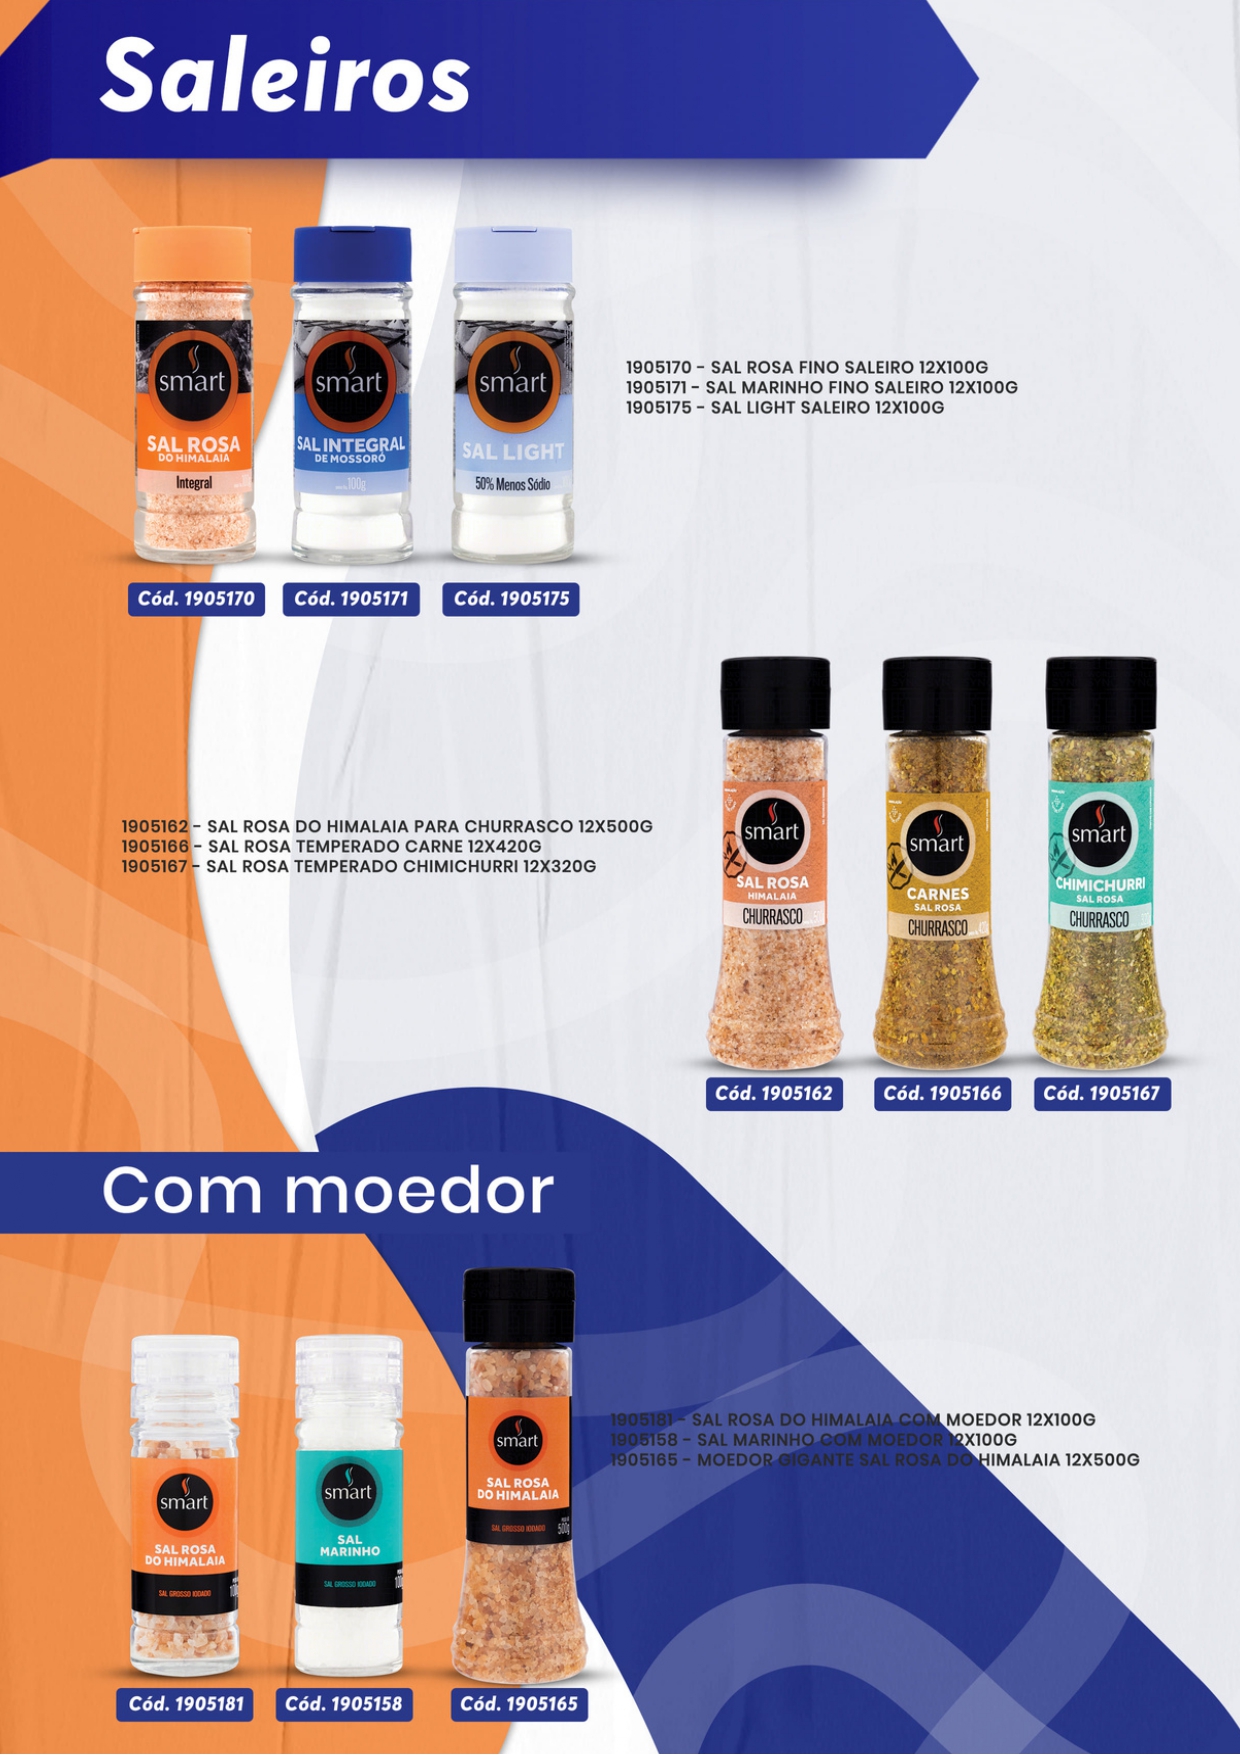 Saleiros
smart
SAL ROSA
DO HIMALAIA
Integral
smart
SAL INTEGRAL
DE MOSSORÓ
100g
smart
SAL LIGHT
50% Menos Sódio
1905170 - SAL ROSA FINO SALEIRO 12X100G
1905171 - SAL MARINHO FINO SALEIRO 12X100G
1905175 - SAL LIGHT SALEIRO 12X100G
Cód. 1905170
Cód. 1905171
Cód. 1905175
1905162 - SAL ROSA DO HIMALAIA PARA CHURRASCO 12X500G
1905166 - SAL ROSA TEMPERADO CARNE 12X420G
1905167 - SAL ROSA TEMPERADO CHIMICHURRI 12X320G
smart
SAL ROSA
HIMALAIA
CHURRASCO
smart
CARNES
SAL ROSA
CHURRASCO
smart
CHIMICHURRI
SAL ROSA
CHURRASCO
Cód. 1905162
Cód. 1905166
Cód. 1905167
Com moedor
smart
SAL ROSA
DO HIMALAIA
SAL GROSSO IODADO
smart
SAL
MARINHO
SAL GROSSO IODADO
smart
SAL ROSA
DO HIMALAIA
SAL GROSSO IODADO
500g
1905181 - SAL ROSA DO HIMALAIA COM MOEDOR 12X100G
1905158 - SAL MARINHO COM MOEDOR 12X100G
1905165 - MOEDOR GIGANTE SAL ROSA DO HIMALAIA 12X500G
Cód. 1905181
Cód. 1905158
Cód. 1905165